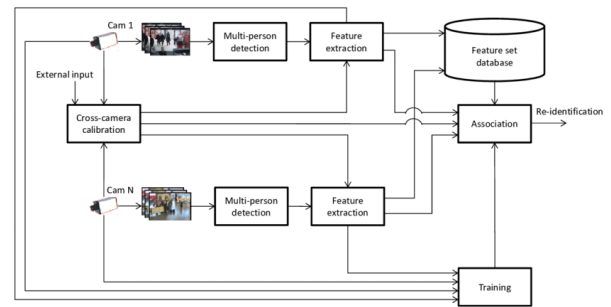 Cam 1
Multi-person
detection
Feature
extraction
Feature set
database
External input
Cross-camera
calibration
Association
Re-identification
Cam N
Multi-person
detection
Feature
extraction
Training